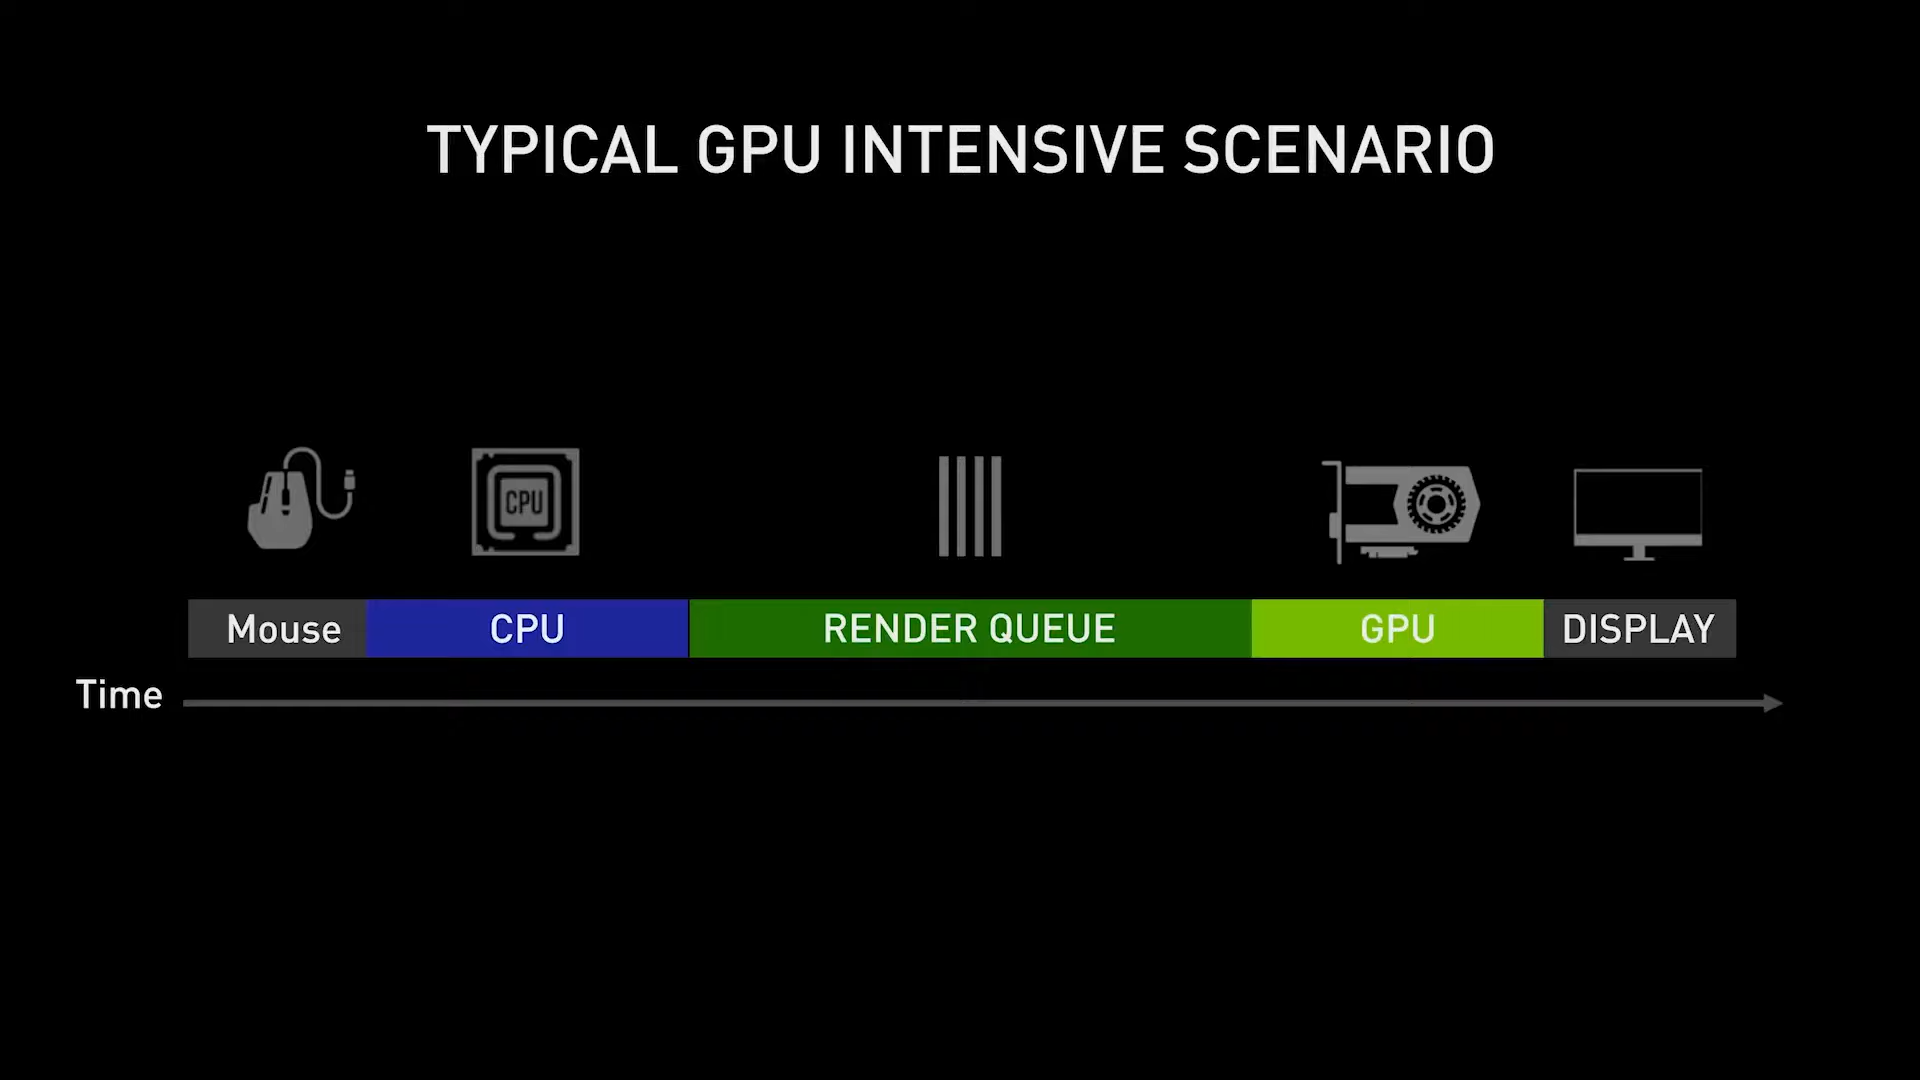 TYPICAL GPU INTENSIVE SCENARIO
CPU
Mouse CPU RENDER QUEUE GPU DISPLAY
Time